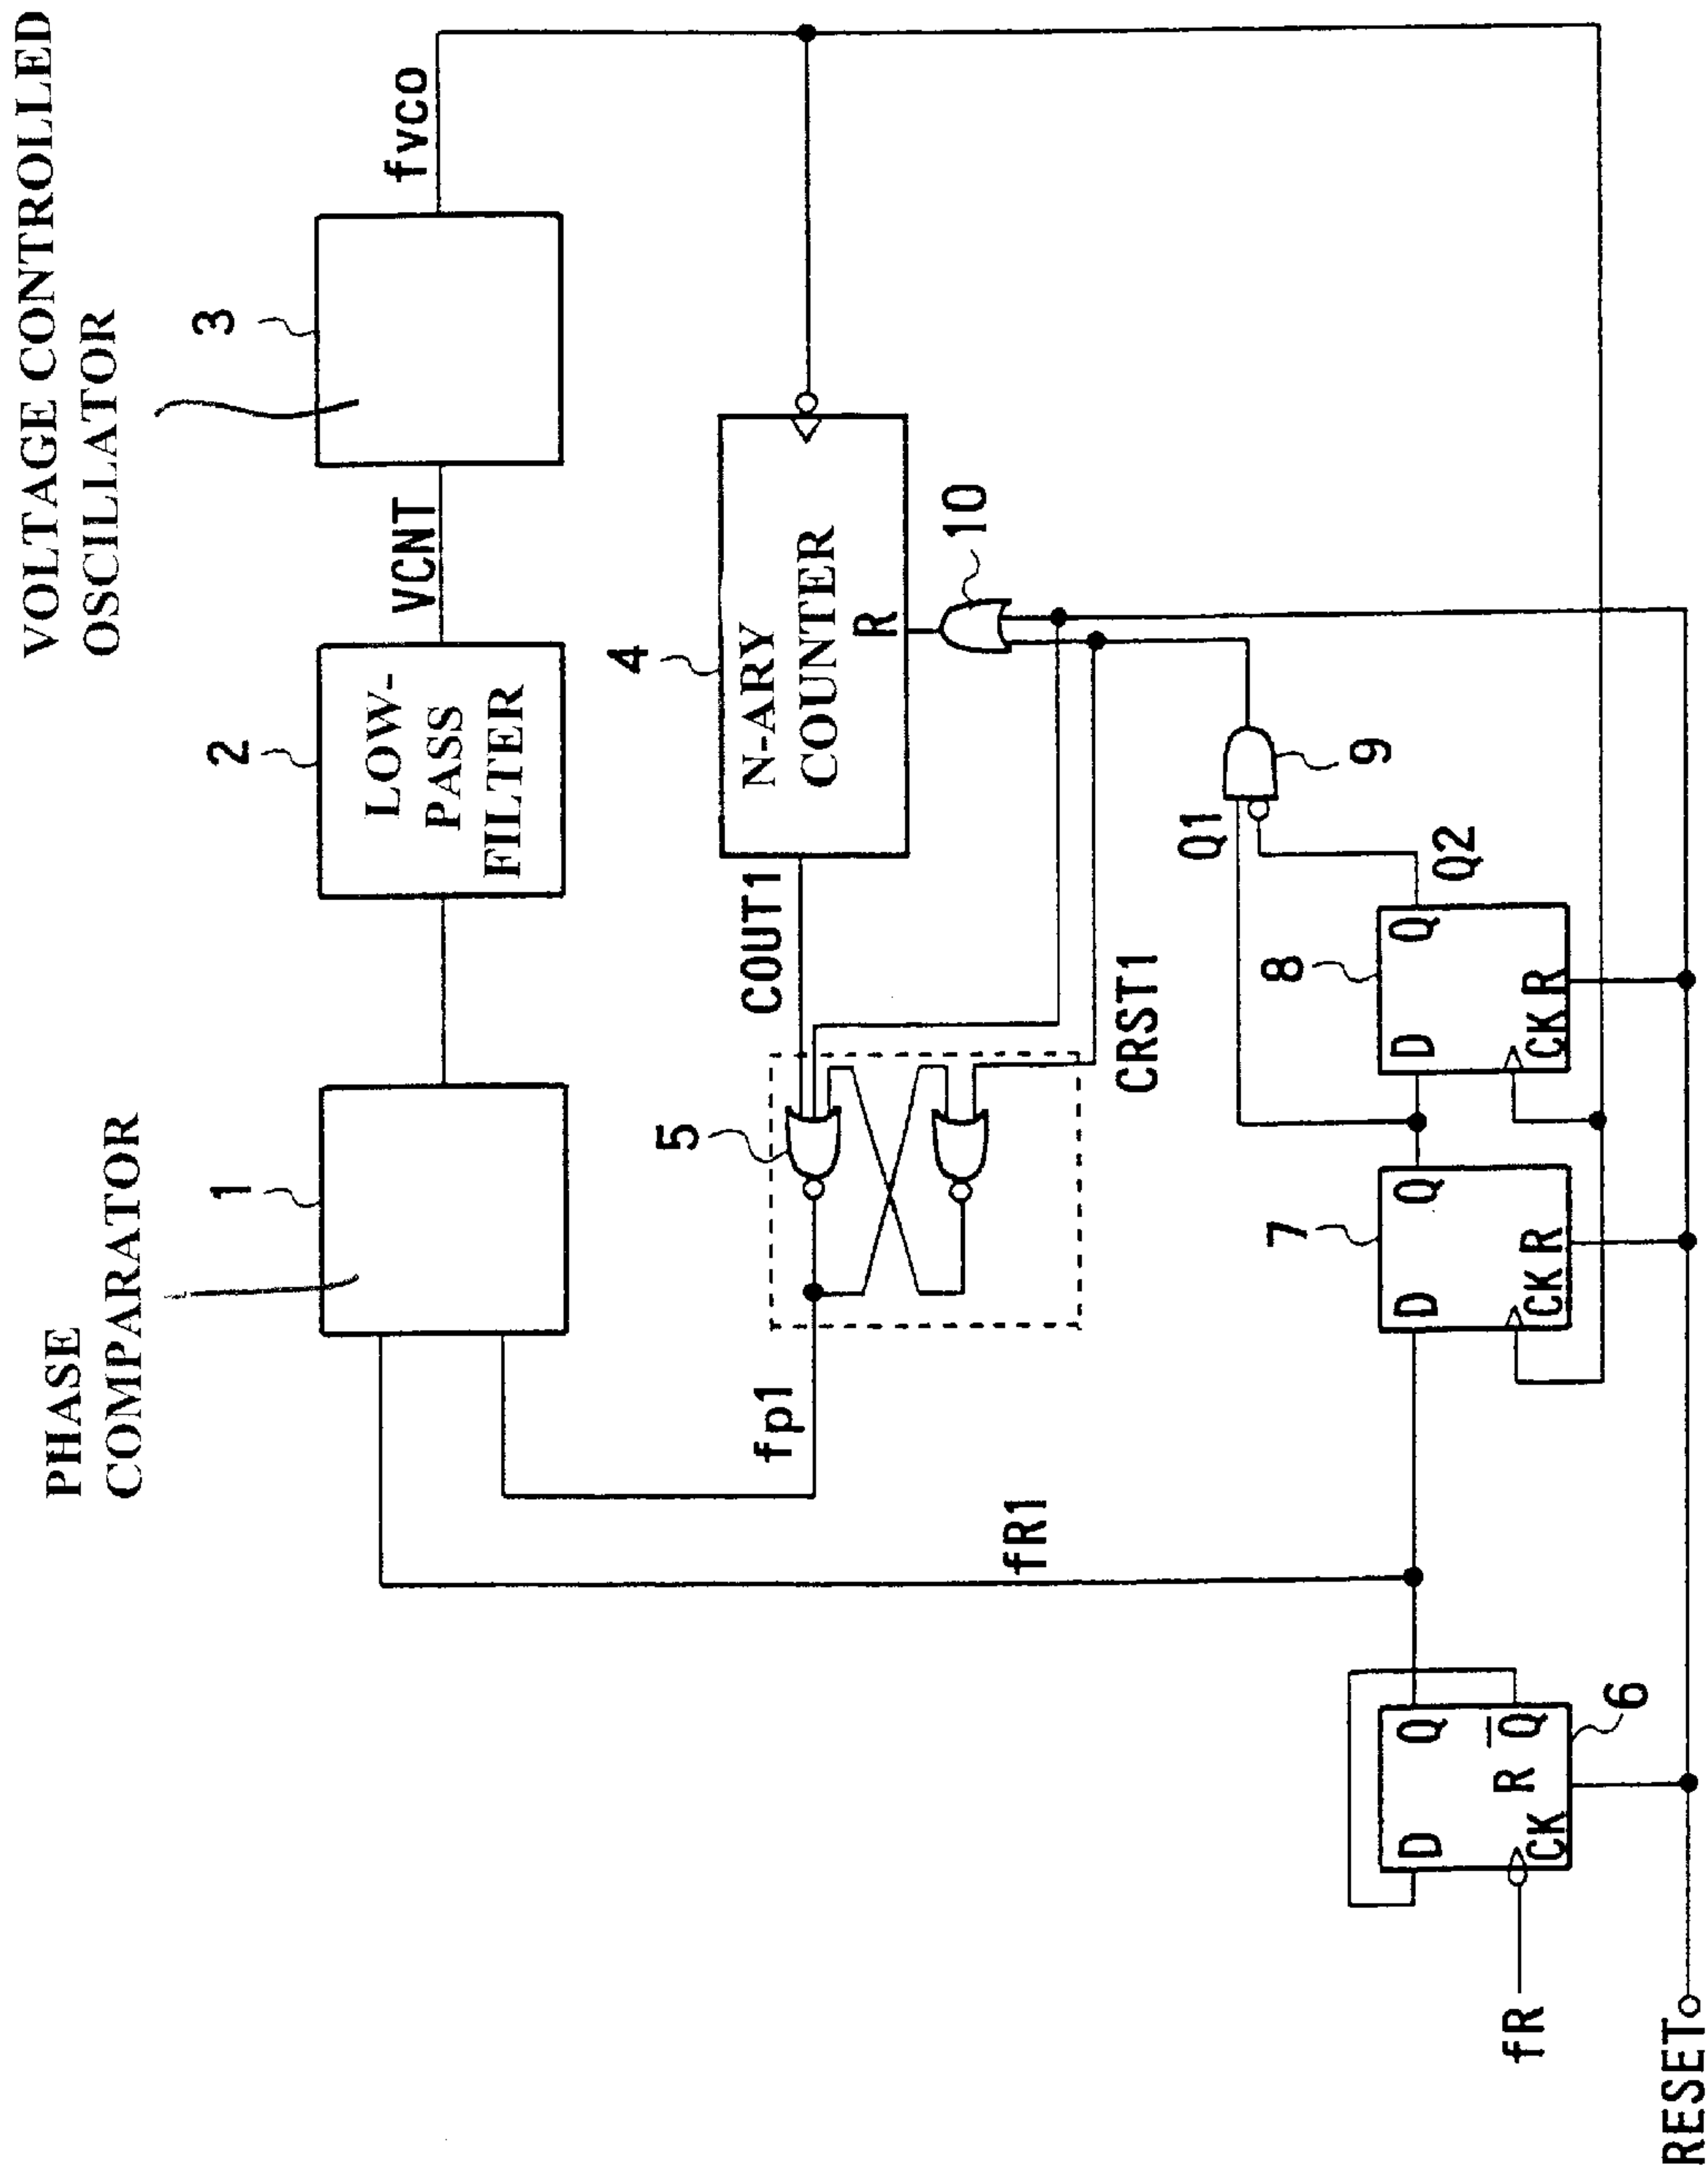 PHASE
COMPARATOR
VOLTAGE CONTROLLED
OSCILLATOR
1
2
3
LOW-
PASS
FILTER
VCNT
fvco
5
COUT1
4
N-ARY
COUNTER
R
fp1
10
CRST1
fR1
Q1
9
Q2
7
8
D
Q
D
Q
D
Q
CK
R
Q̅
CK
R
CK
R
6
fR
RESET